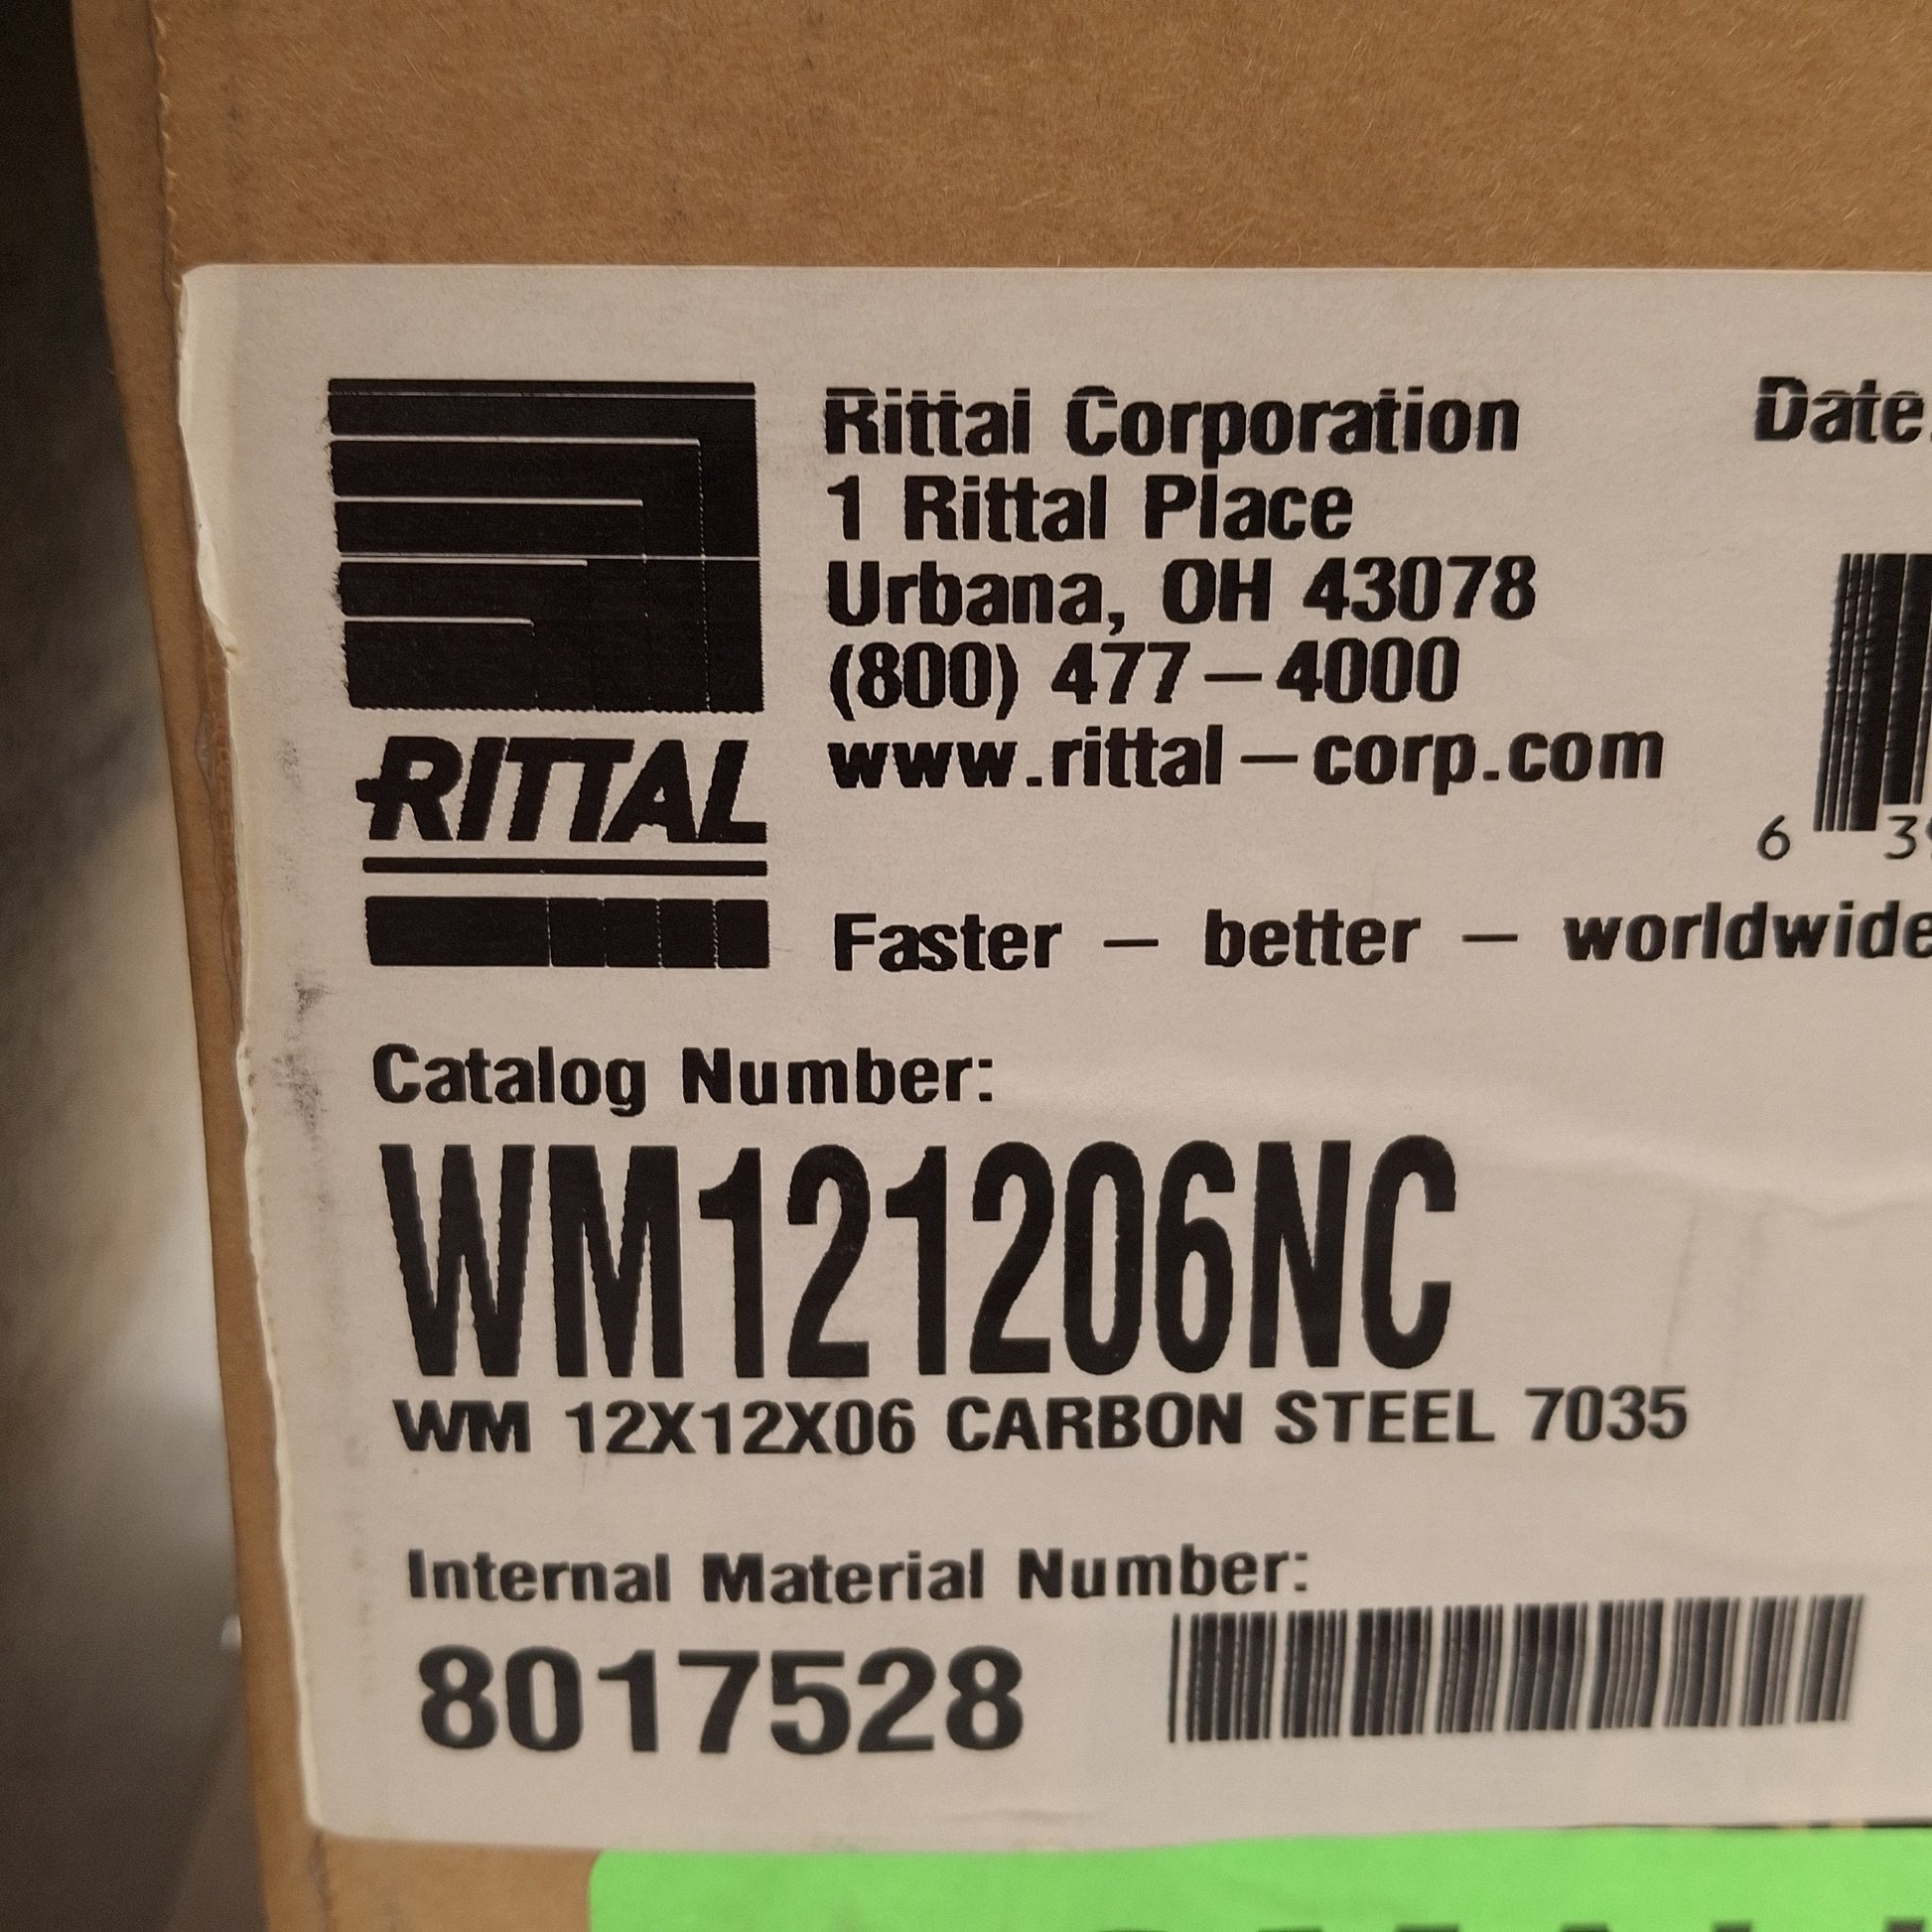 Rittal Corporation
1 Rittal Place
Urbana, OH 43078
(800) 477-4000
www.rittal-corp.com
Date
RITTAL
6 3
Faster - better - worldwide
Catalog Number:
WM121206NC
WM 12X12X06 CARBON STEEL 7035
Internal Material Number:
8017528